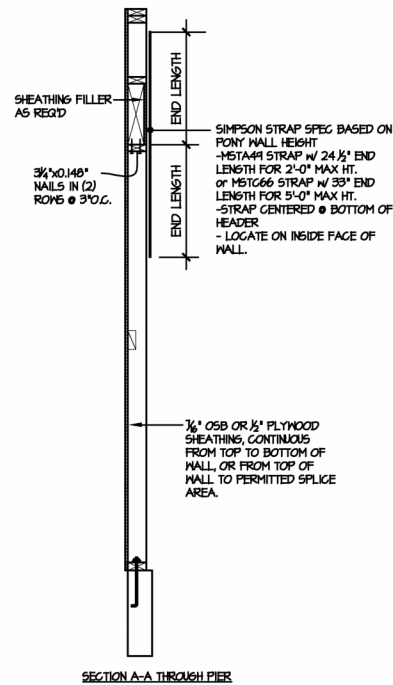 END LENGTH
SHEATHING FILLER
AS REQ'D
SIMPSON STRAP SPEC BASED ON
PONY WALL HEIGHT
-MSTA49 STRAP W/ 24 ½" END
LENGTH FOR 2'-0" MAX HT.
or MSTC66 STRAP W/ 33" END
LENGTH FOR 5'-0" MAX HT.
-STRAP CENTERED @ BOTTOM OF
HEADER
- LOCATE ON INSIDE FACE OF
WALL.
3¼"x0.148"
NAILS IN (2)
ROWS @ 3"O.C.
END LENGTH
7⁄16" OSB OR ½" PLYWOOD
SHEATHING, CONTINUOUS
FROM TOP TO BOTTOM OF
WALL, OR FROM TOP OF
WALL TO PERMITTED SPLICE
AREA.
SECTION A-A THROUGH PIER